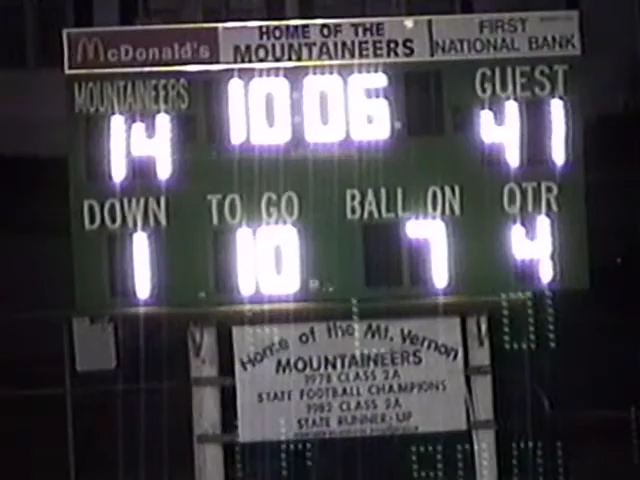 McDonald's
HOME OF THE
MOUNTAINEERS
FIRST
NATIONAL BANK
MOUNTAINEERS
14
10:06
GUEST
41
DOWN
TO GO
BALL ON
QTR
1
10
7
4
Home of the Mt. Vernon
MOUNTAINEERS
1978 CLASS 2A
STATE FOOTBALL CHAMPIONS
1982 CLASS 2A
STATE RUNNER-UP